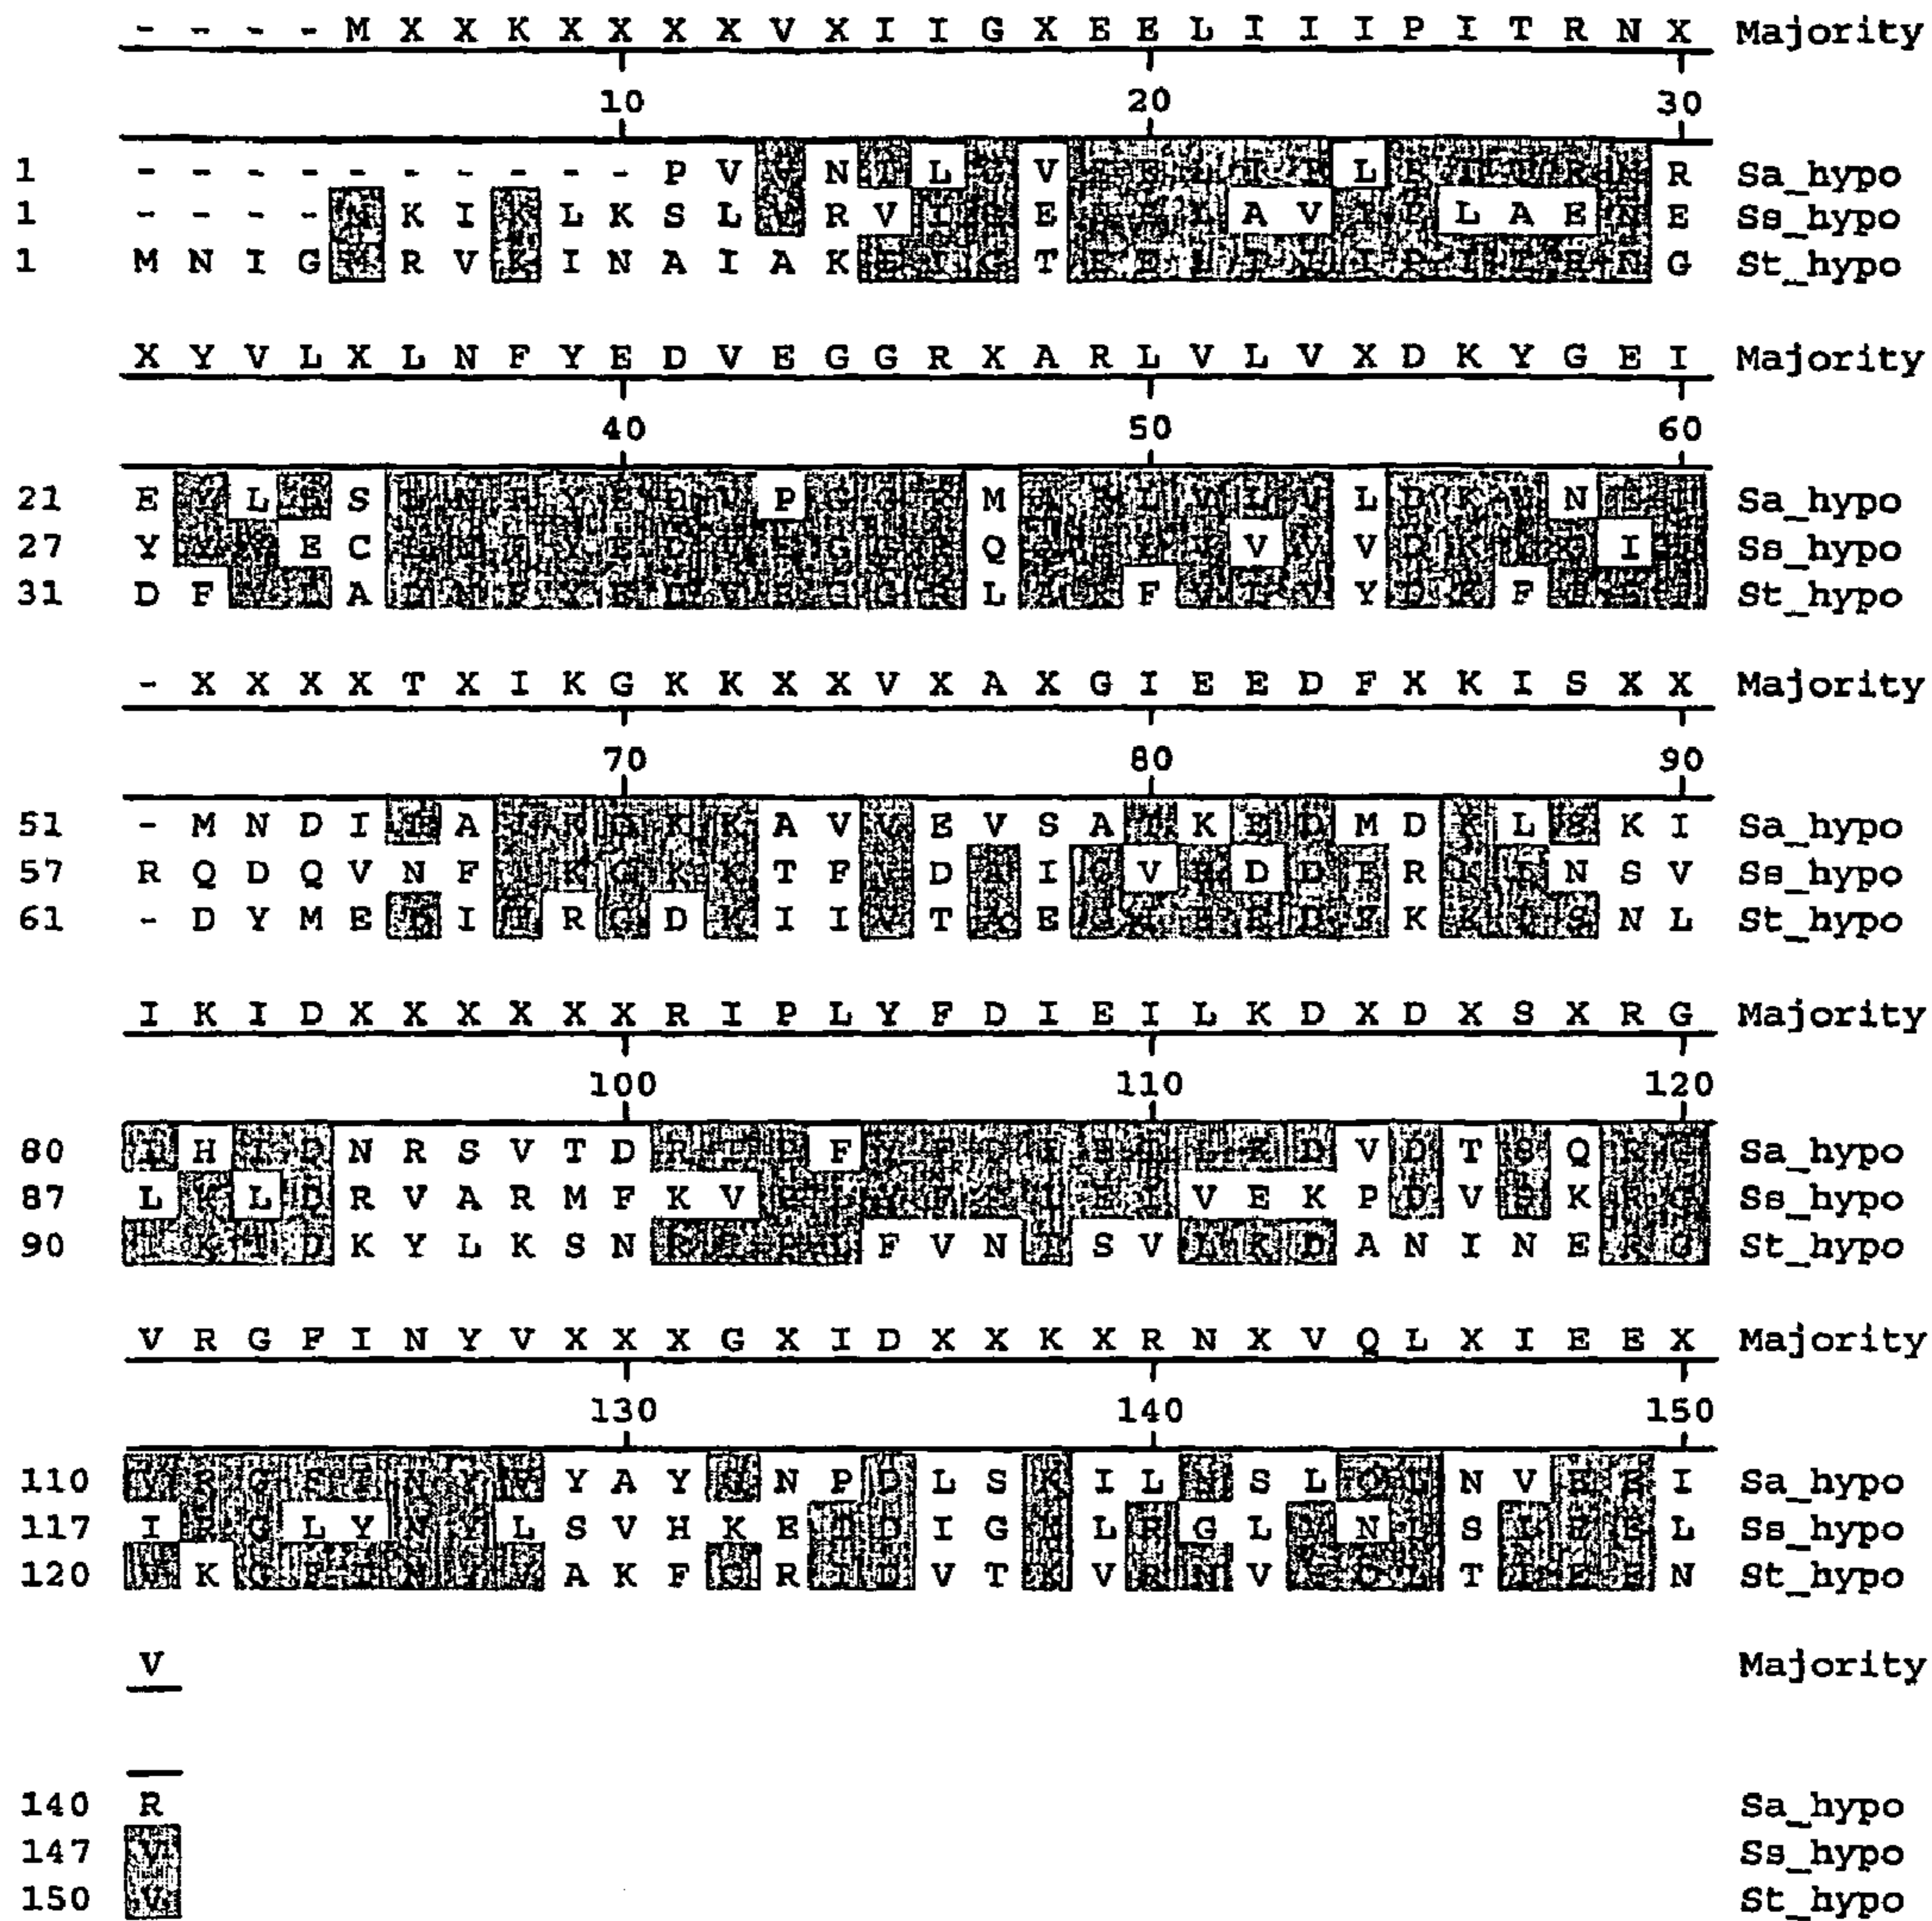 - - - - M X X K X X X X V X I I G X E E L I I I P I T R N X Majority
10 20 30
1 - - - - - - - - - - P V V N I L G V E E L I I L P I T R N R Sa_hypo
1 - - - - M K I K L K S L V R V I G E E E L A V I P L A E N E Ss_hypo
1 M N I G M R V K I N A I A K I I G T E E L I I I P I T R N G St_hypo
X Y V L X L N F Y E D V E G G R X A R L V L V X D K Y G E I Majority
40 50 60
21 E Y L L S L N F Y E D V P G G R M A R L V L V L D K Y N E I Sa_hypo
27 Y Y V E C L N F Y E D V E G G R Q A R L V V V V D K Y G I I Ss_hypo
31 D F V L A L N F Y E D V E G G R L A R F V L V Y D K F G E I St_hypo
- X X X X T X I K G K K X X V X A X G I E E D F X K I S X X Majority
70 80 90
51 - M N D I T A I K G K K A V V E V S A I K E D M D K L S K I Sa_hypo
57 R Q D Q V N F I K G K K T F V D A I G V E D D F R K I N S V Ss_hypo
61 - D Y M E T I I R G D K I I V T A E G I E E D F K K I S N L St_hypo
I K I D X X X X X X R I P L Y F D I E I L K D X D X S X R G Majority
100 110 120
80 I H I D N R S V T D R I P F Y F D I E I L K D V D T S Q R G Sa_hypo
87 L K L D R V A R M F K V P L Y F D I E I V E K P D V S K R G Ss_hypo
90 I K I D K Y L K S N R I P L F V N I S V L K D A N I N E R G St_hypo
V R G F I N Y V X X X G X I D X X K X R N X V Q L X I E E X Majority
130 140 150
110 V R G F I N Y V Y A Y G N P D L S K I L N S L Q L N V E E I Sa_hypo
117 I R G L Y N Y L S V H K E I D I G K L R G L V N L S I E E L Ss_hypo
120 V K G F I N Y V A K F G R I D V T K V R N V V Q L T I E E N St_hypo
V Majority
140 R Sa_hypo
147 V Ss_hypo
150 V St_hypo